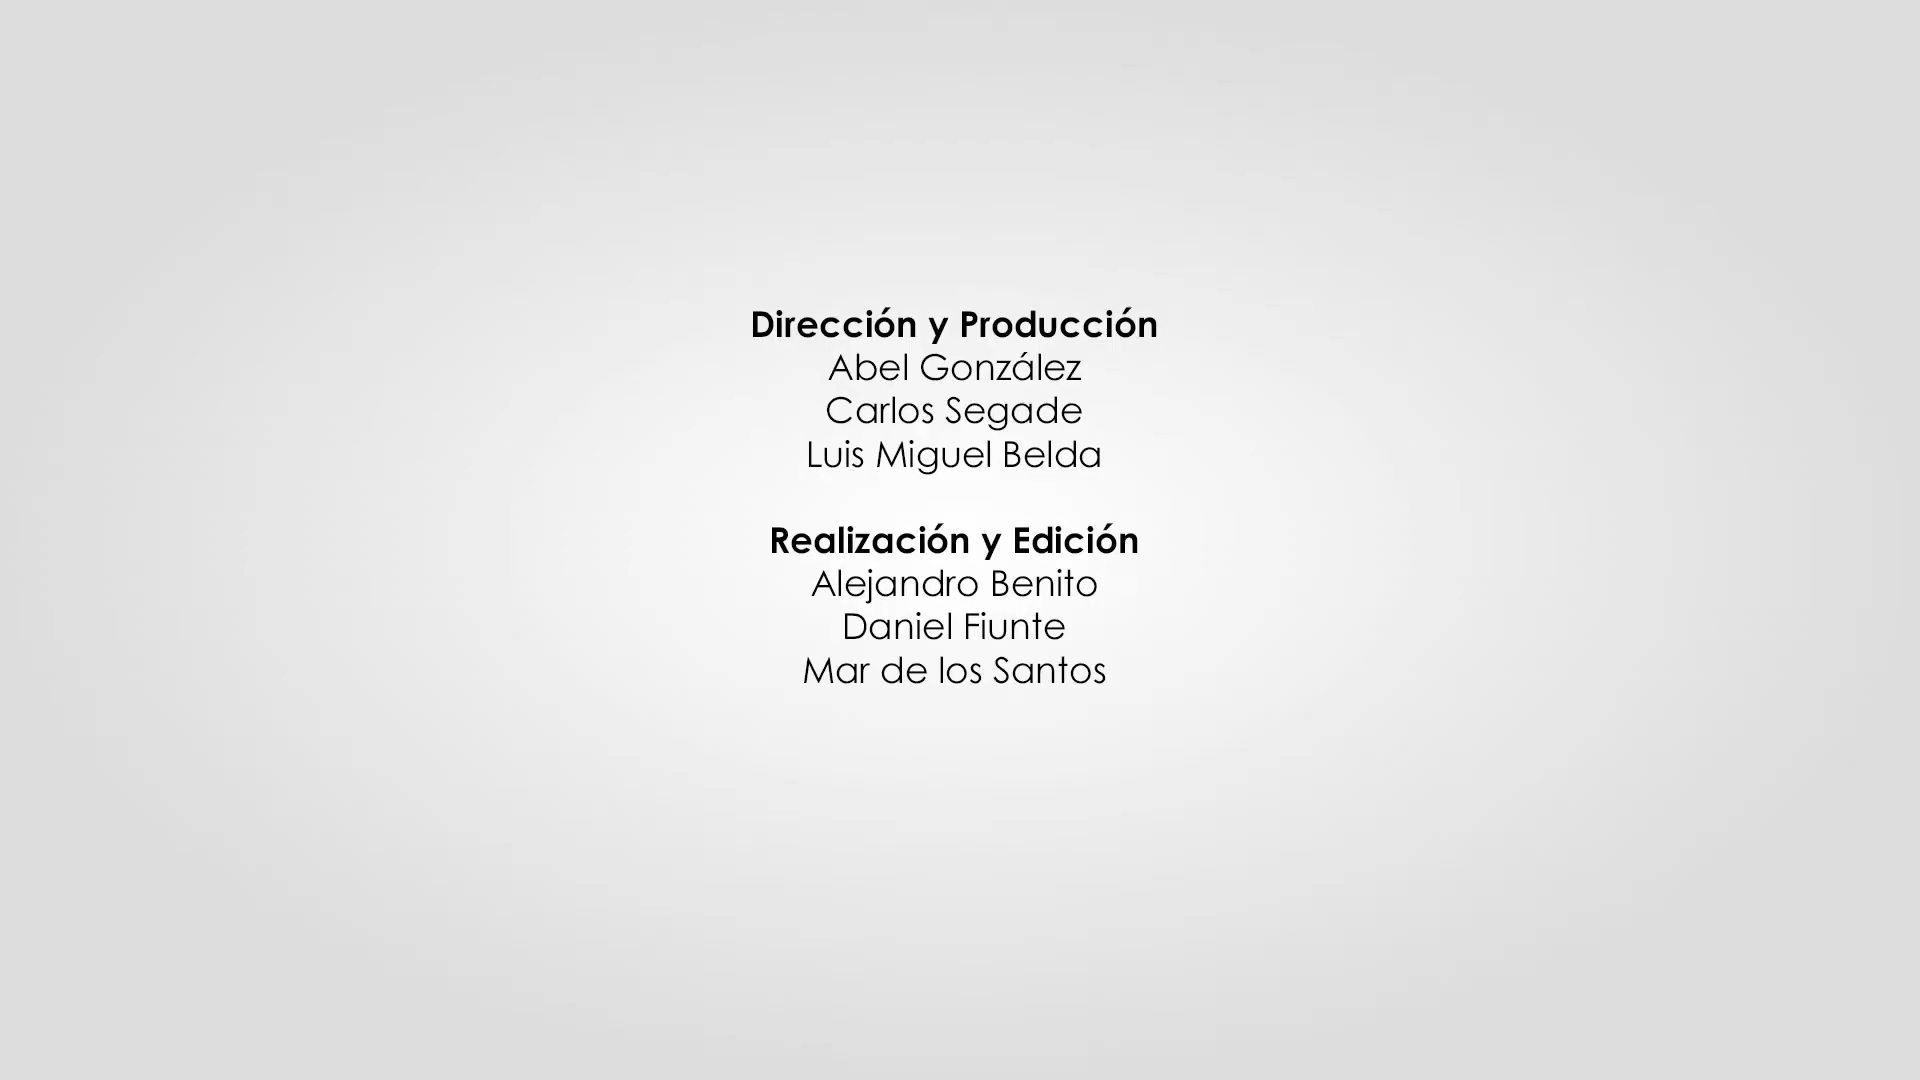 Dirección y Producción
Abel González
Carlos Segade
Luis Miguel Belda
Realización y Edición
Alejandro Benito
Daniel Fiunte
Mar de los Santos